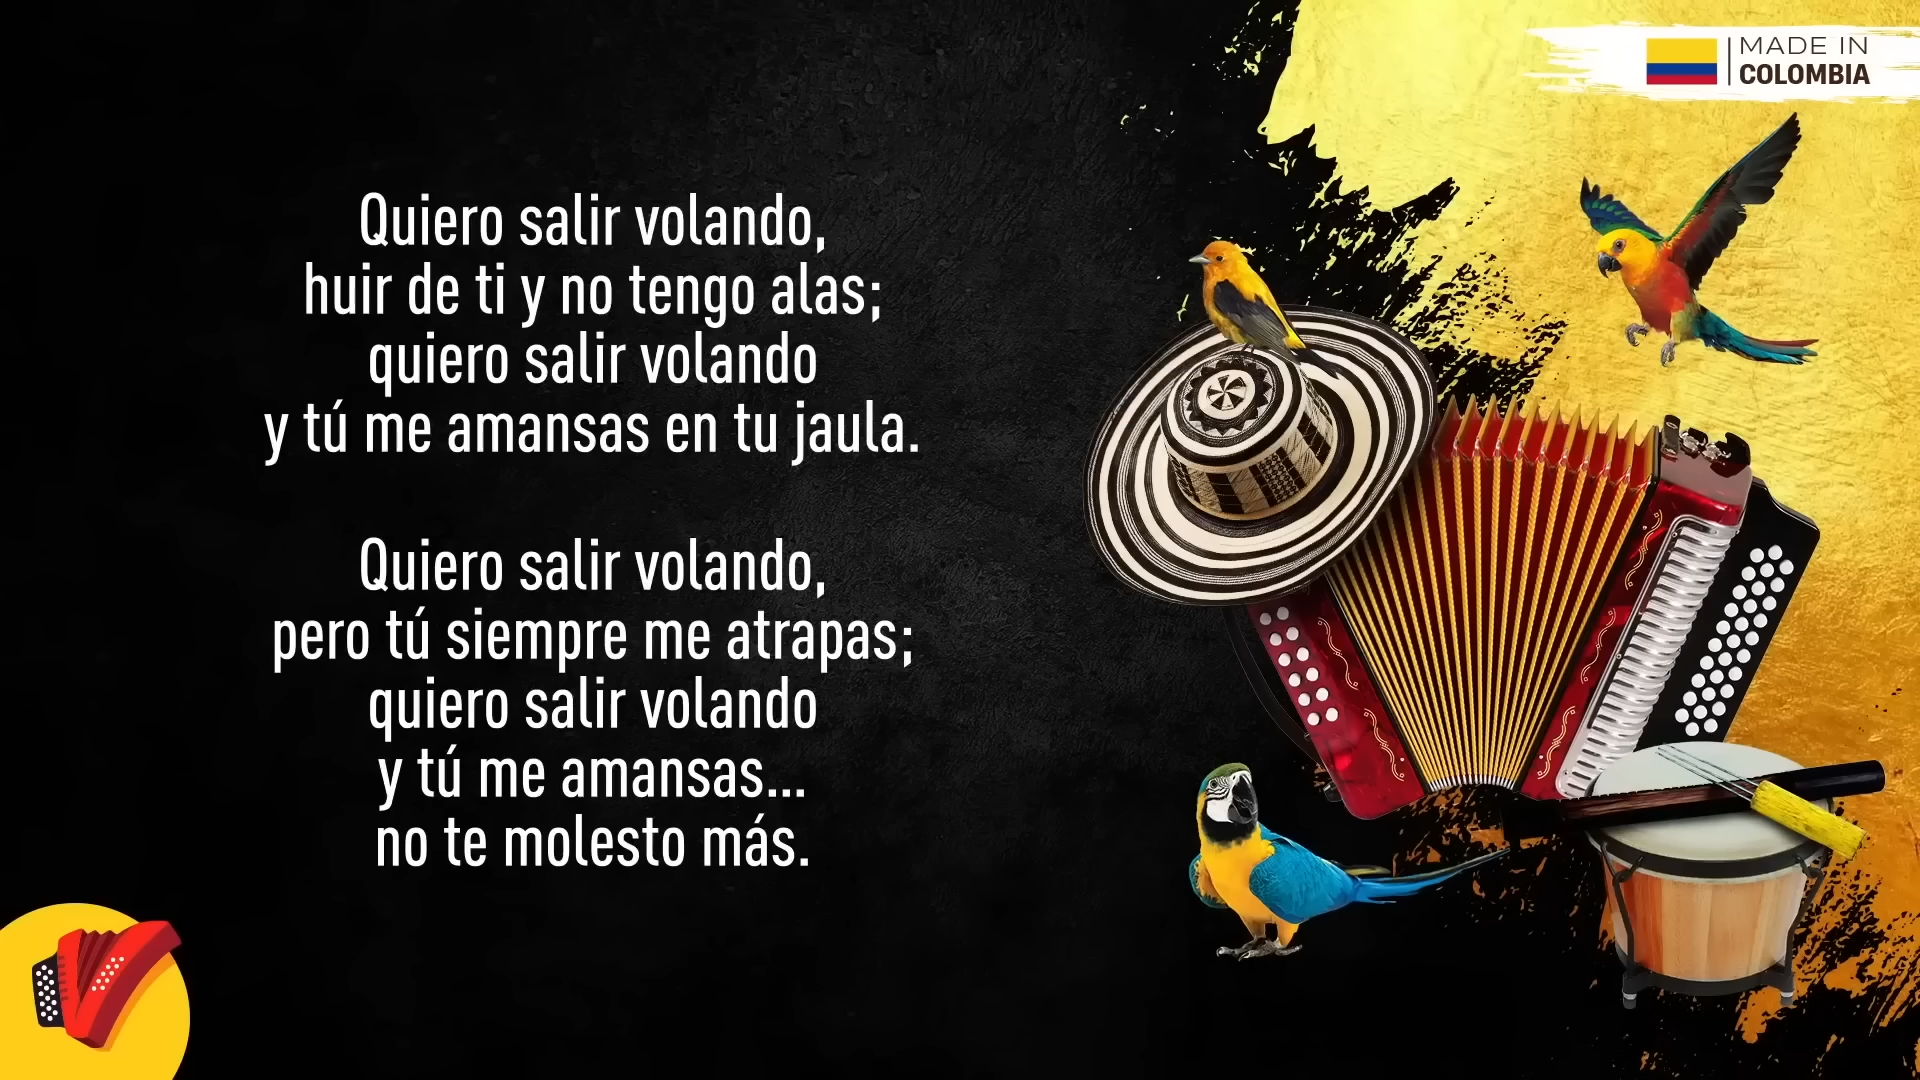 MADE IN
COLOMBIA
Quiero salir volando,
huir de ti y no tengo alas;
quiero salir volando
y tú me amansas en tu jaula.
Quiero salir volando,
pero tú siempre me atrapas;
quiero salir volando
y tú me amansas...
no te molesto más.